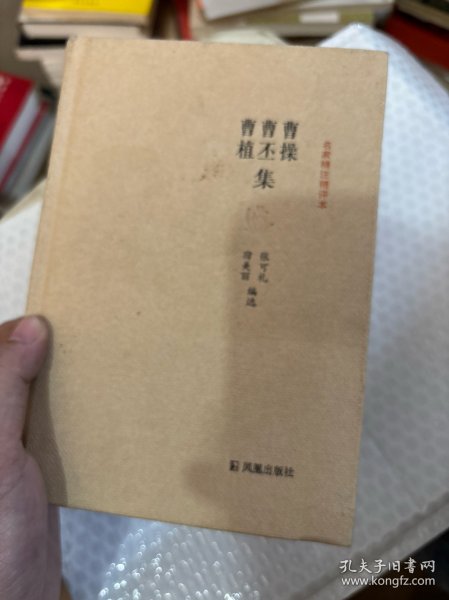 名家精注精评本
曹操
曹丕集
曹植
张可礼
宿美丽 编选
凤凰出版社
孔夫子旧书网
www.kongfz.com